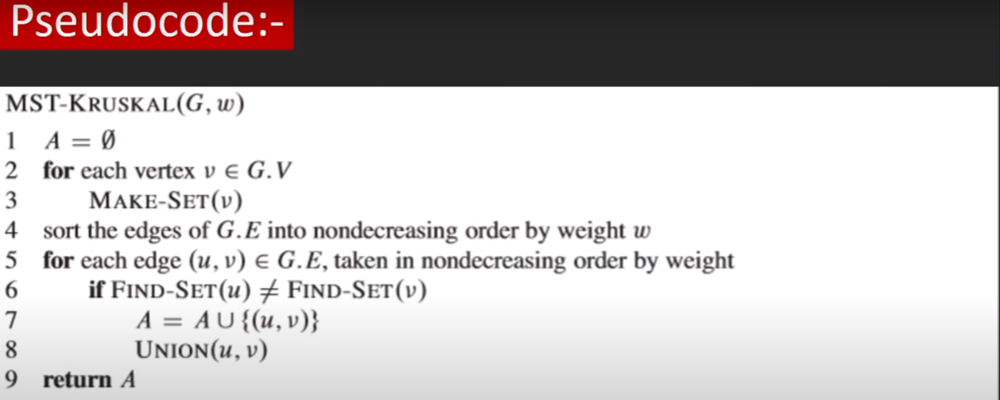 Pseudocode:-
MST-KRUSKAL(G, w)
1 A = ∅
2 for each vertex v ∈ G.V
3 MAKE-SET(v)
4 sort the edges of G.E into nondecreasing order by weight w
5 for each edge (u, v) ∈ G.E, taken in nondecreasing order by weight
6 if FIND-SET(u) ≠ FIND-SET(v)
7 A = A ∪ {(u, v)}
8 UNION(u, v)
9 return A